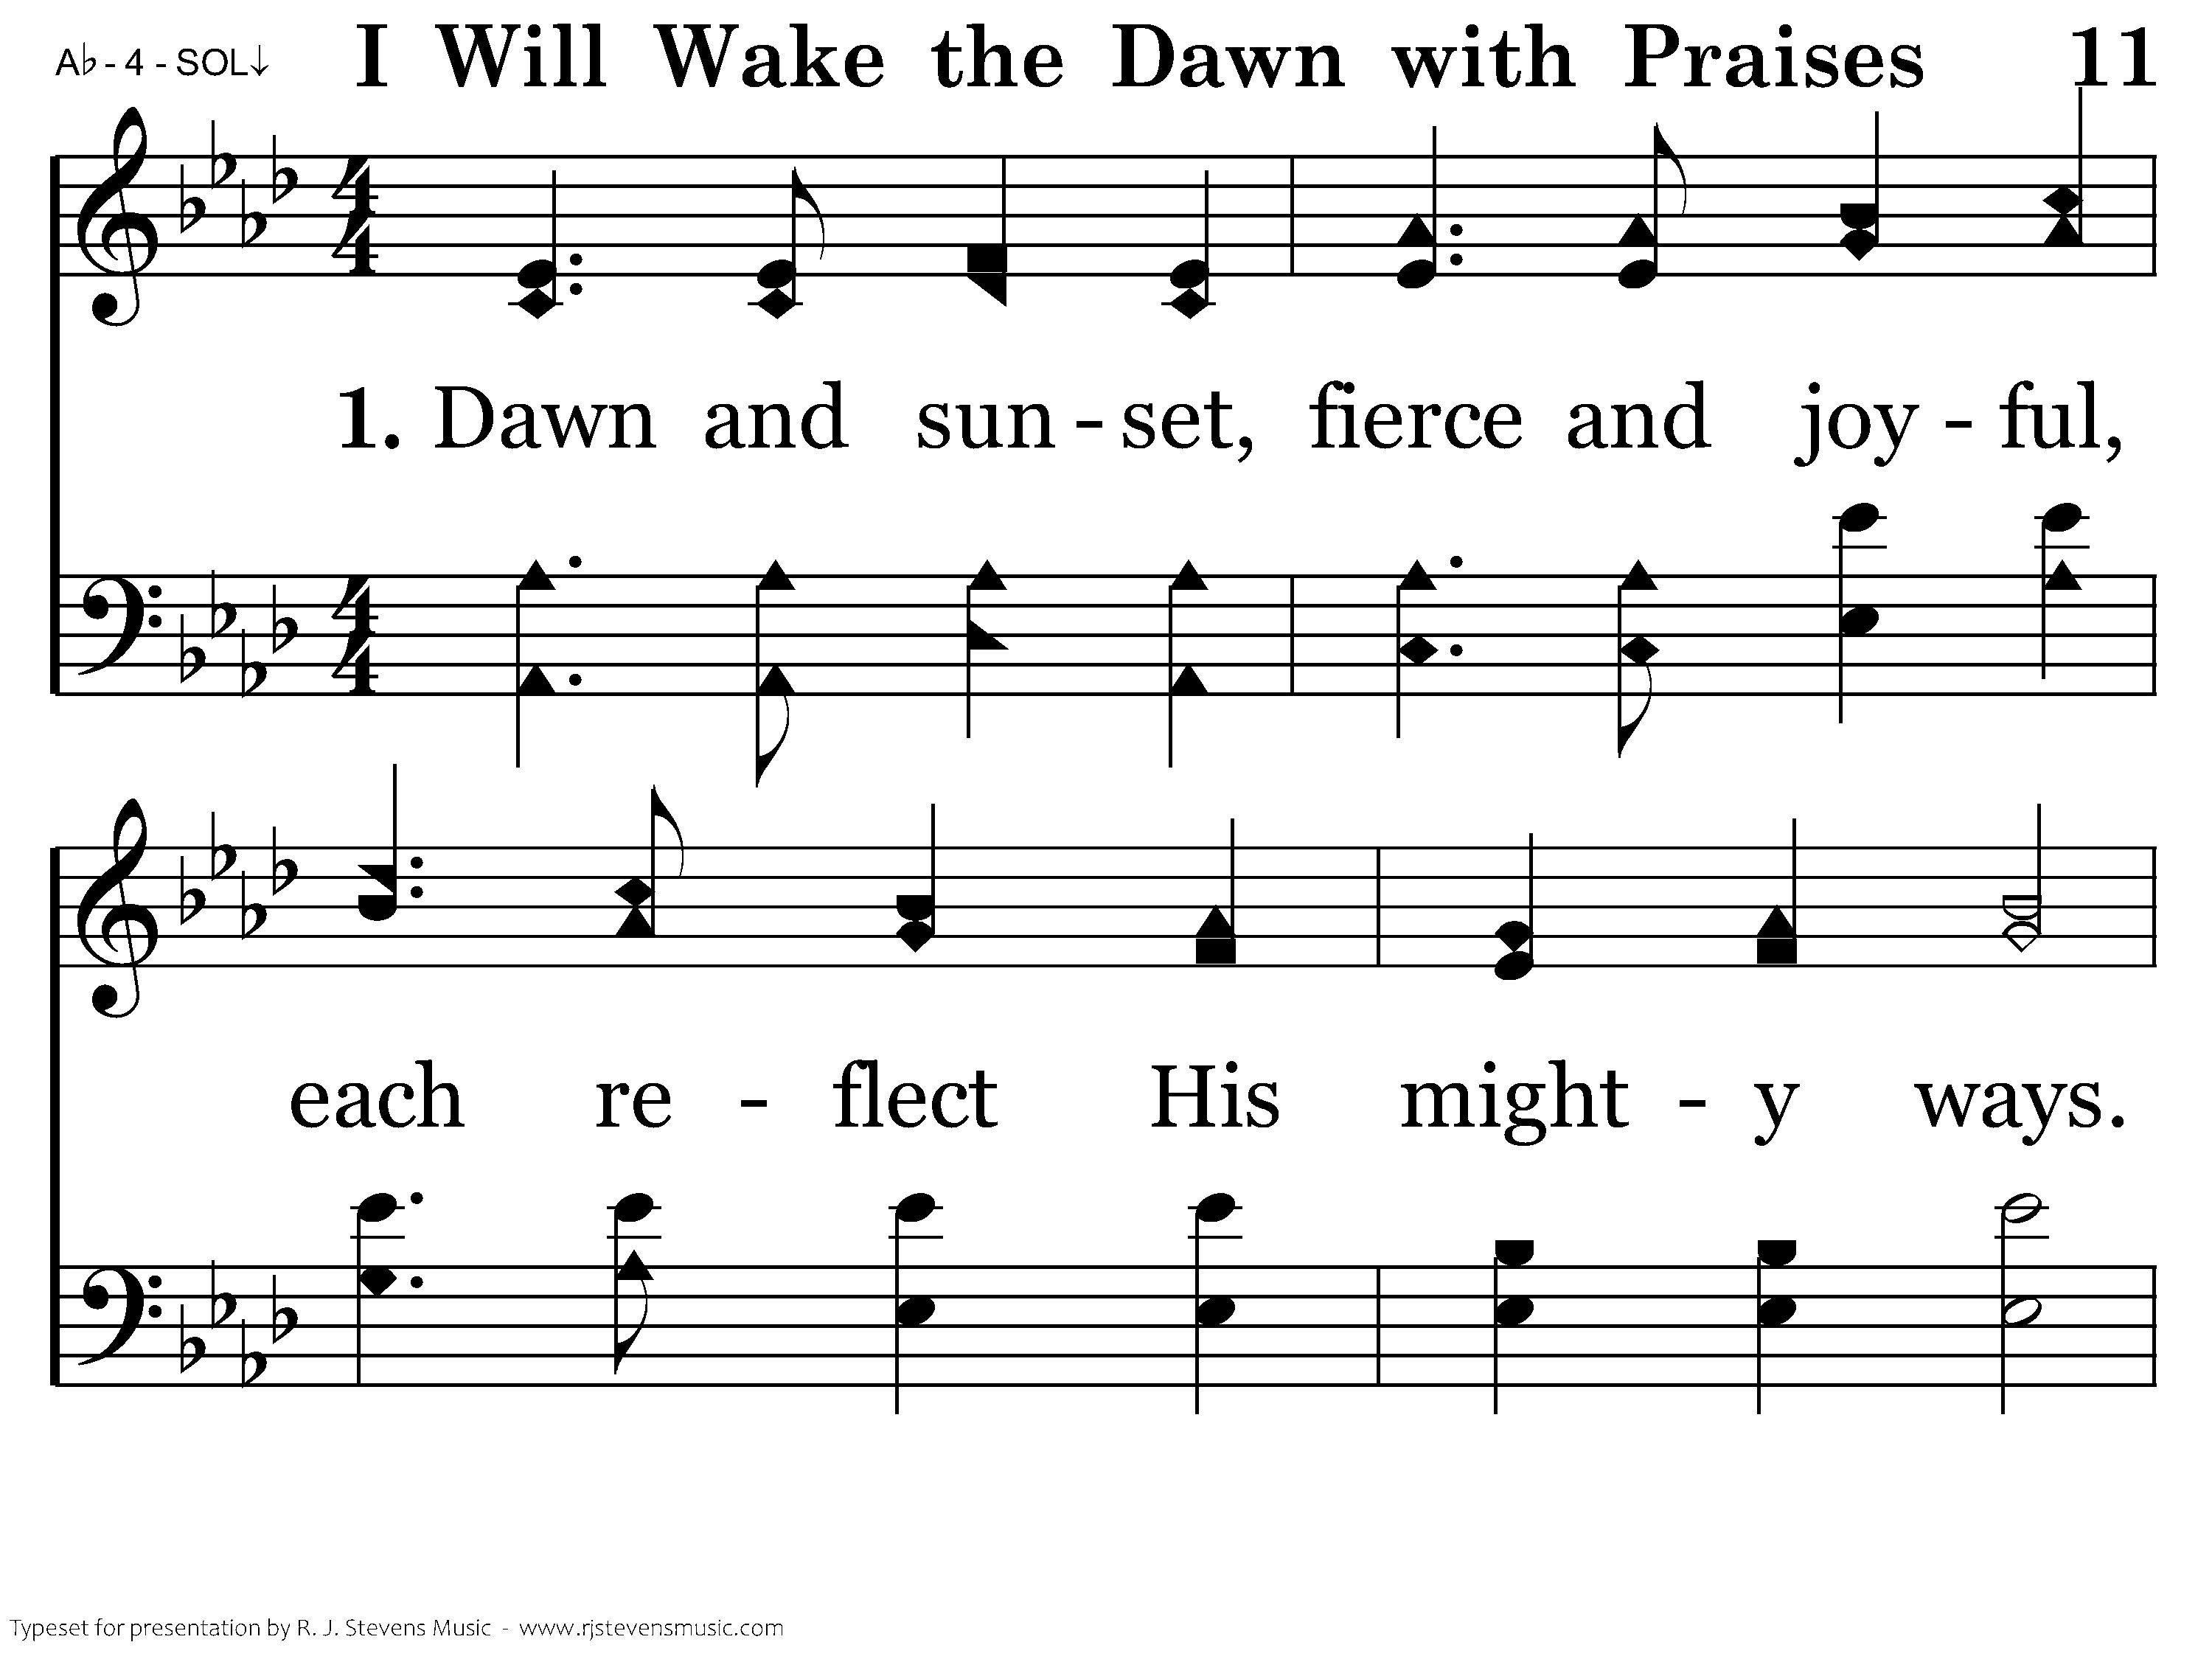 A♭ - 4 - SOL↓ I Will Wake the Dawn with Praises 11
1. Dawn and sun - set, fierce and joy - ful,
each re - flect His might - y ways.
Typeset for presentation by R. J. Stevens Music - www.rjstevensmusic.com